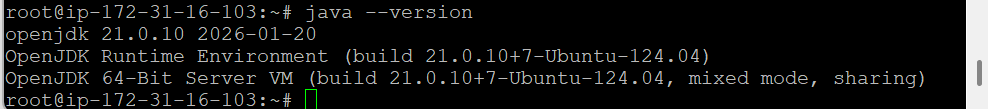 root@ip-172-31-16-103:~# java --version
openjdk 21.0.10 2026-01-20
OpenJDK Runtime Environment (build 21.0.10+7-Ubuntu-124.04)
OpenJDK 64-Bit Server VM (build 21.0.10+7-Ubuntu-124.04, mixed mode, sharing)
root@ip-172-31-16-103:~#